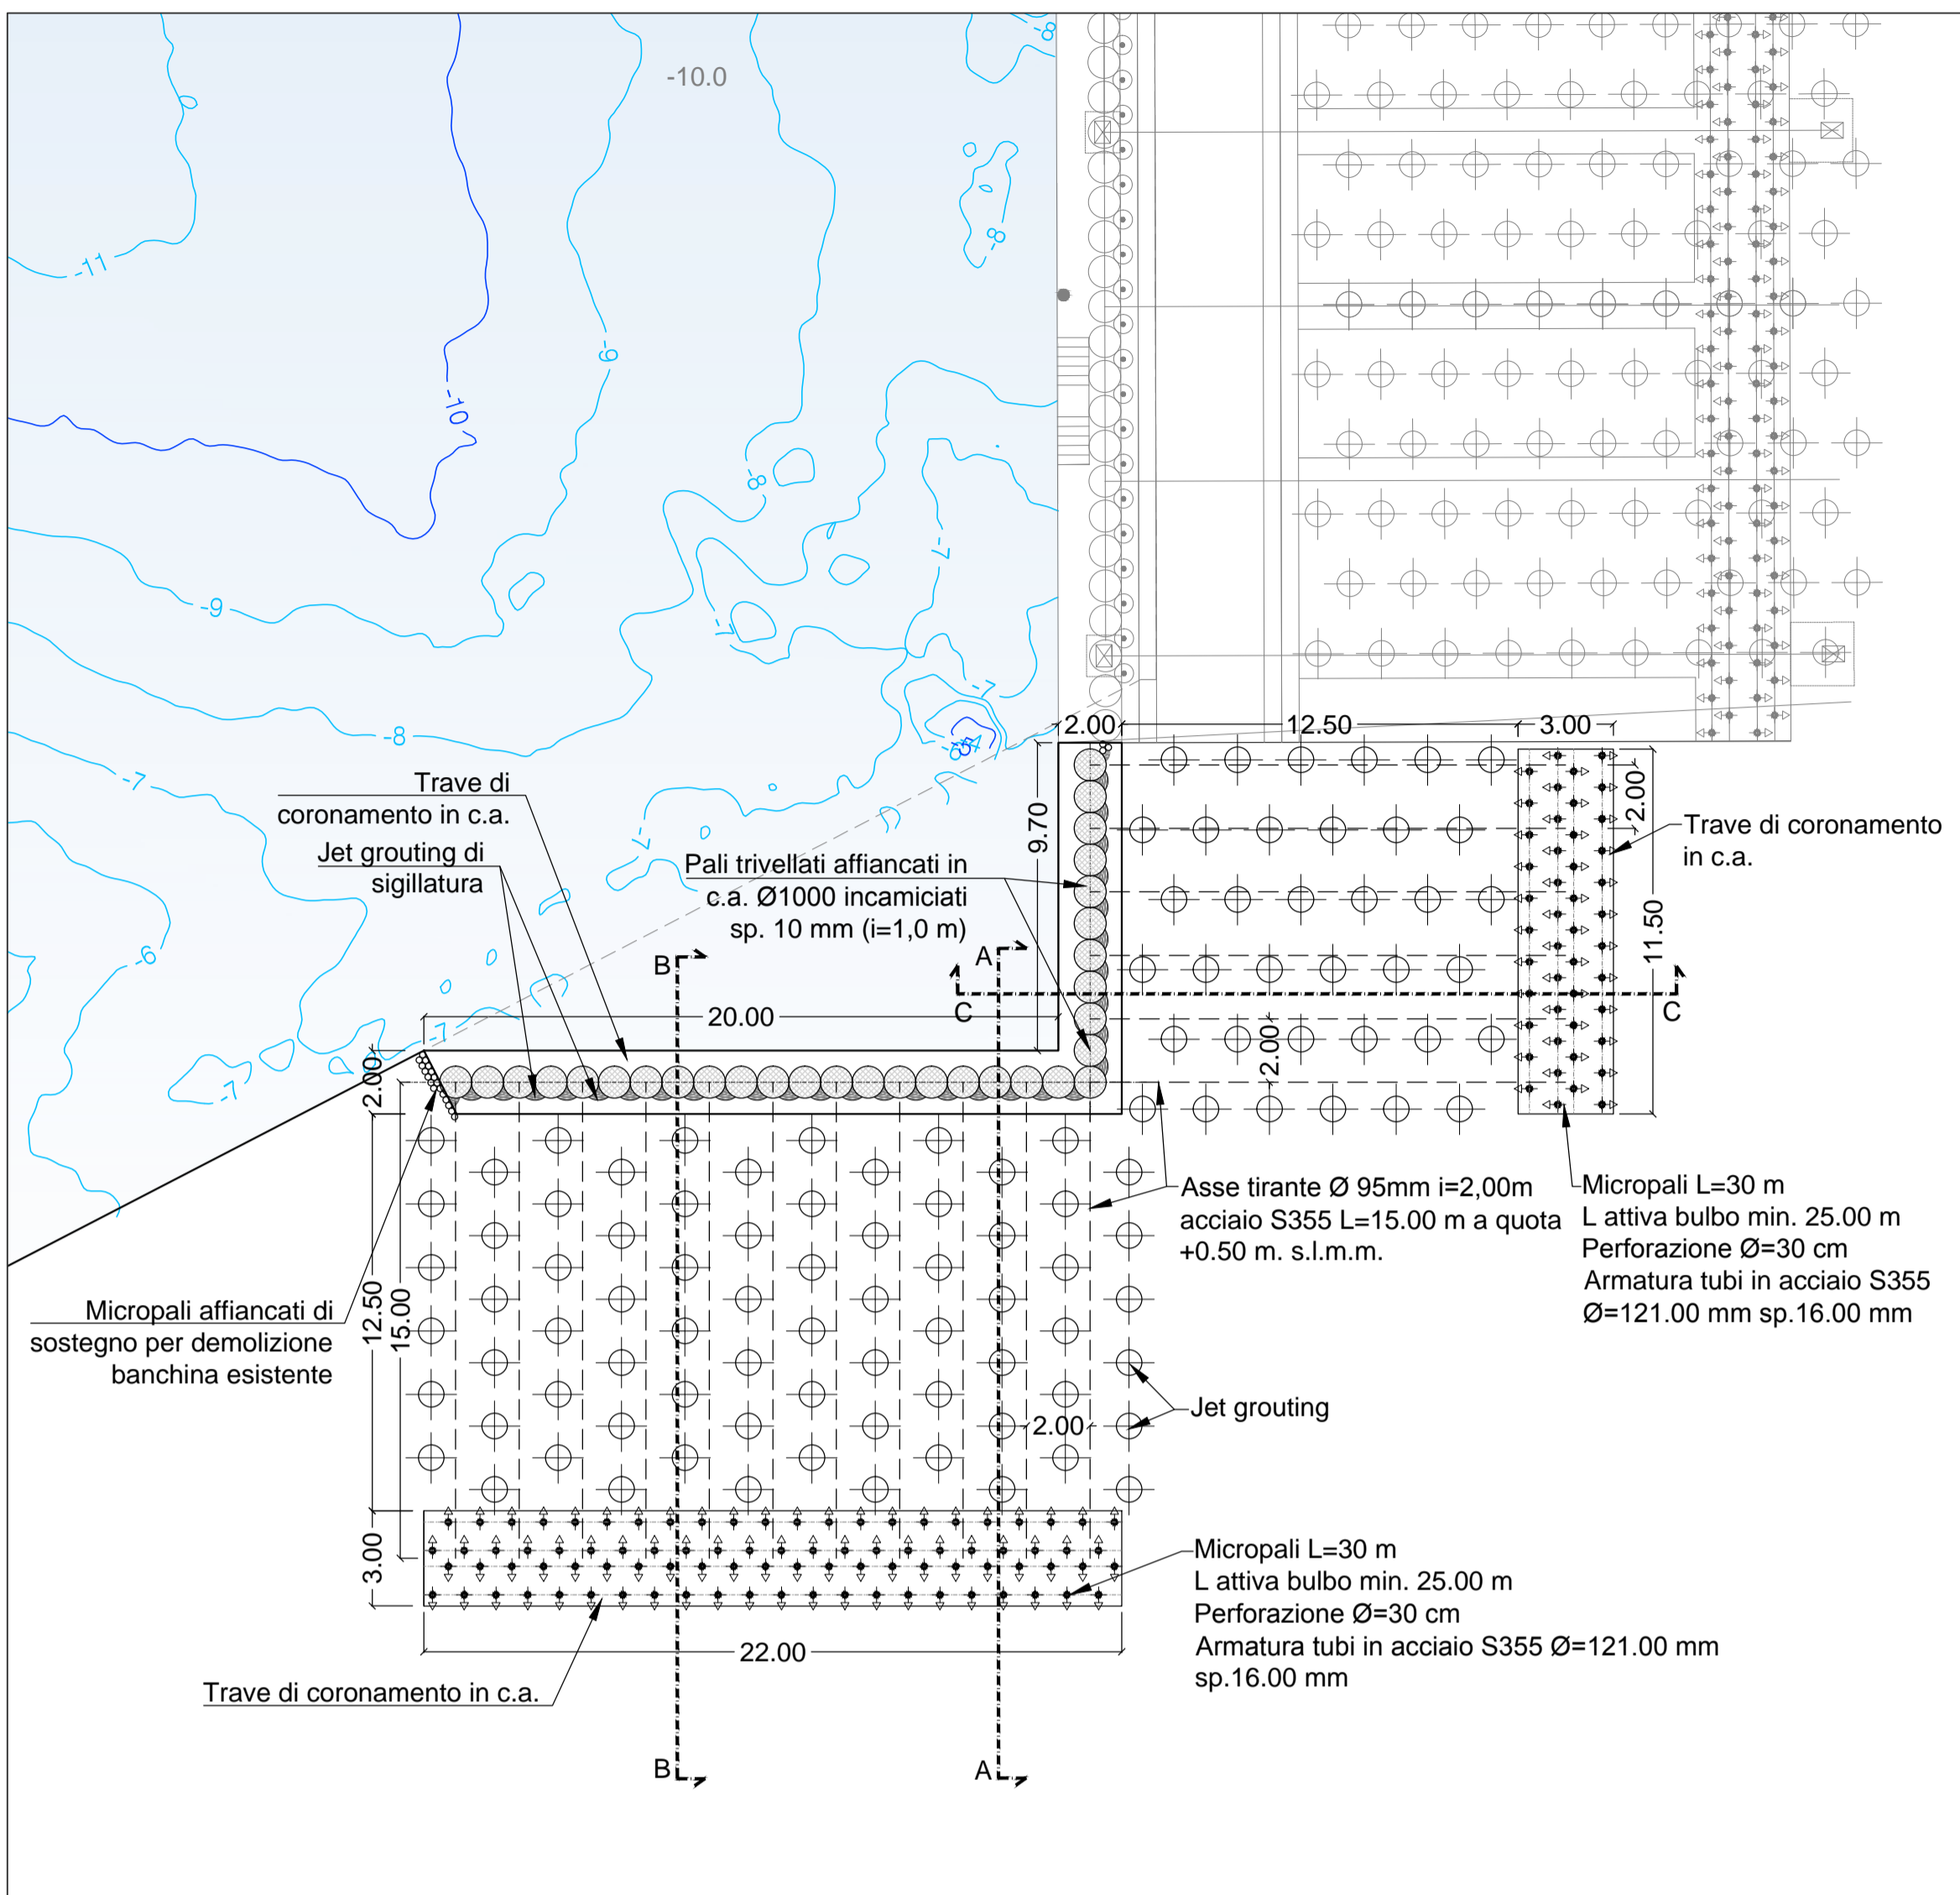 -8
-10.0
-8
-11
-9
-10
-8
-7
-9
-7
-7
-8
-7
2.00
12.50
3.00
Trave di
coronamento in c.a.
Jet grouting di
sigillatura
-7
9.70
2.00
Trave di coronamento
in c.a.
Pali trivellati affiancati in
c.a. Ø1000 incamiciati
sp. 10 mm (i=1,0 m)
11.50
-6
B
A
C
C
20.00
-7
-7
2.00
2.00
Asse tirante Ø 95mm i=2,00m
acciaio S355 L=15.00 m a quota
+0.50 m. s.l.m.m.
Micropali L=30 m
L attiva bulbo min. 25.00 m
Perforazione Ø=30 cm
Armatura tubi in acciaio S355
Ø=121.00 mm sp.16.00 mm
12.50
15.00
Micropali affiancati di
sostegno per demolizione
banchina esistente
Jet grouting
2.00
3.00
Micropali L=30 m
L attiva bulbo min. 25.00 m
Perforazione Ø=30 cm
Armatura tubi in acciaio S355 Ø=121.00 mm
sp.16.00 mm
22.00
Trave di coronamento in c.a.
B
A